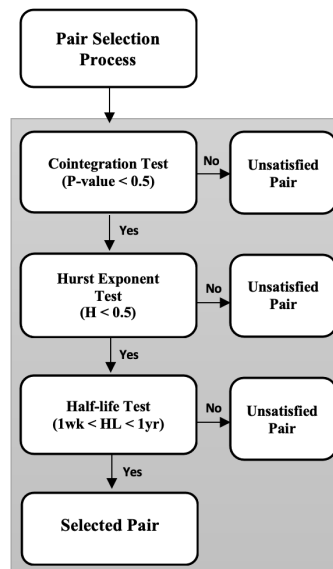 Pair Selection
Process
Cointegration Test
(P-value < 0.5)
No
Unsatisfied
Pair
Yes
Hurst Exponent
Test
(H < 0.5)
No
Unsatisfied
Pair
Yes
Half-life Test
(1wk < HL < 1yr)
No
Unsatisfied
Pair
Yes
Selected Pair